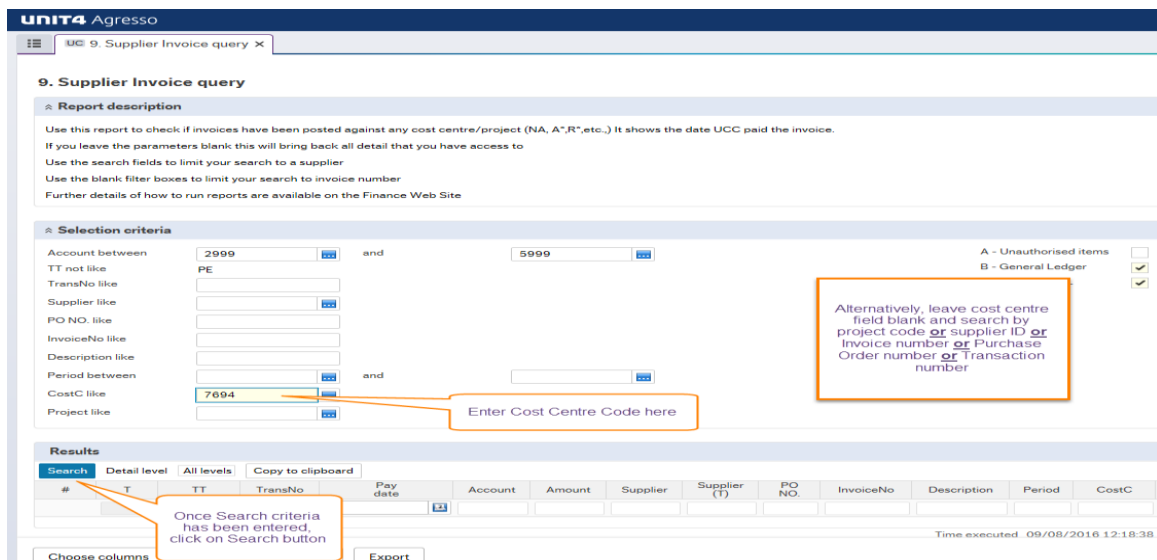 UNIT4 Agresso
UC 9. Supplier Invoice query ×
9. Supplier Invoice query
Report description
Use this report to check if invoices have been posted against any cost centre/project (NA, A*,R*,etc.,) It shows the date UCC paid the invoice.
If you leave the parameters blank this will bring back all detail that you have access to
Use the search fields to limit your search to a supplier
Use the blank filter boxes to limit your search to invoice number
Further details of how to run reports are available on the Finance Web Site
Selection criteria
Account between 2999 and 5999 A - Unauthorised items
TT not like PE B - General Ledger
TransNo like
Supplier like
PO NO. like
InvoiceNo like
Description like
Period between and
CostC like 7694
Project like
Alternatively, leave cost centre
field blank and search by
project code or supplier ID or
Invoice number or Purchase
Order number or Transaction
number
Enter Cost Centre Code here
Results
Search Detail level All levels Copy to clipboard
# T TT TransNo Pay date Account Amount Supplier Supplier (T) PO NO. InvoiceNo Description Period CostC
Once Search criteria
has been entered,
click on Search button
Time executed 09/08/2016 12:18:38
Choose columns Export